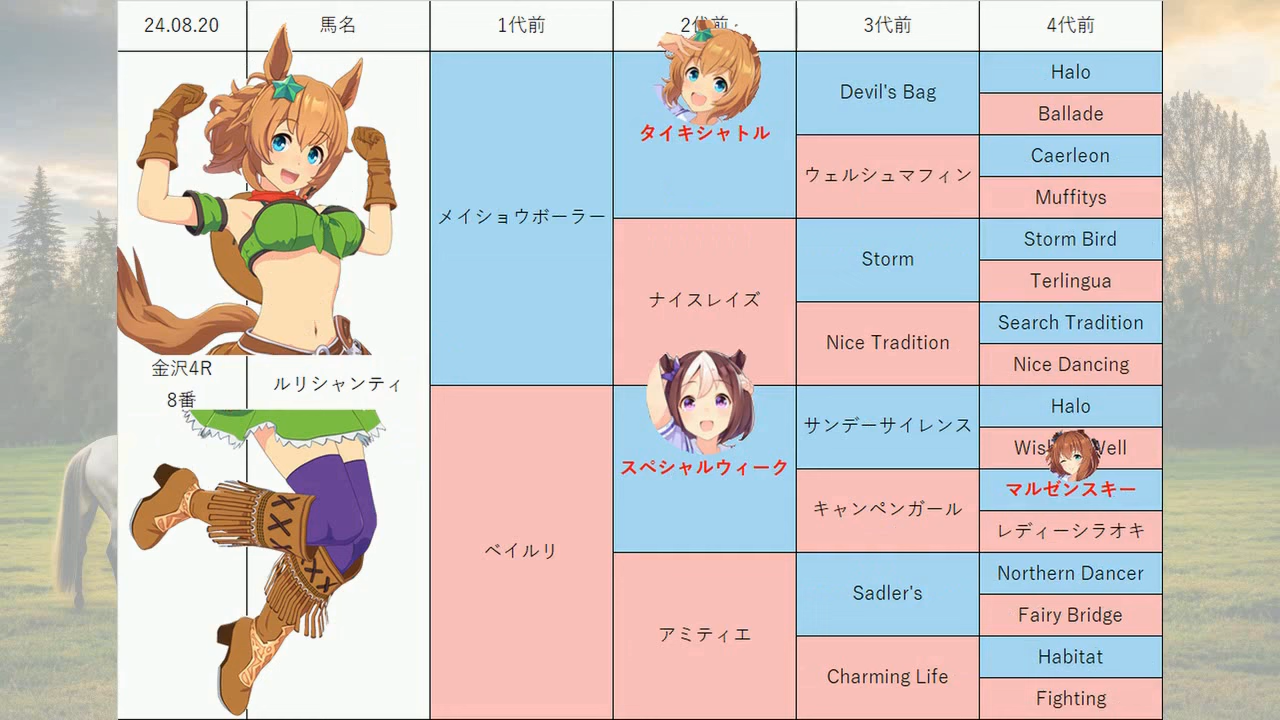 24.08.20
馬名
1代前
3代前
4代前
金沢4R
8番
ルリシャンティ
メイショウボーラー
ベイルリ
タイキシャトル
ナイスレイズ
スペシャルウィーク
アミティエ
Devil's Bag
ウェルシュマフィン
Storm
Nice Tradition
サンデーサイレンス
キャンペンガール
Sadler's
Charming Life
Halo
Ballade
Caerleon
Muffitys
Storm Bird
Terlingua
Search Tradition
Nice Dancing
Halo
マルゼンスキー
レディーシラオキ
Northern Dancer
Fairy Bridge
Habitat
Fighting